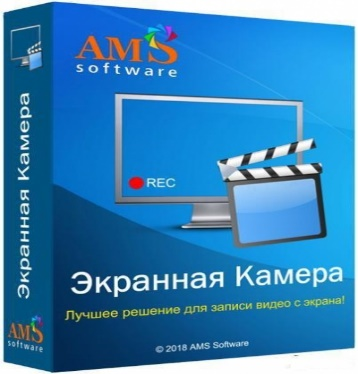 AMS
software
REC
Экранная Камера
Лучшее решение для записи видео с экрана!
© 2018 AMS Software
Экранная Камера
AMS
software